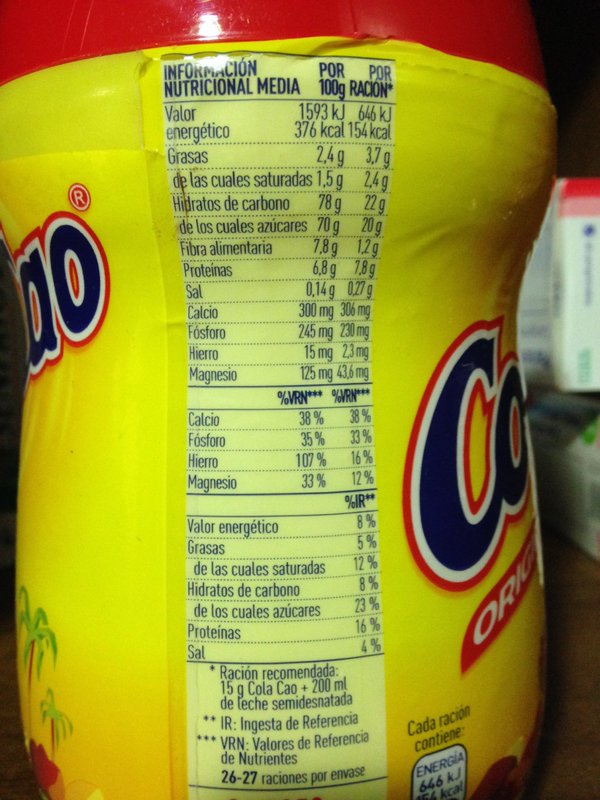 INFORMACIÓN NUTRICIONAL MEDIA POR 100g POR RACIÓN*
Valor energético 1593 kJ 376 kcal 646 kJ 154 kcal
Grasas 2,4 g 3,7 g
de las cuales saturadas 1,5 g 2,4 g
Hidratos de carbono 78 g 22 g
de los cuales azúcares 70 g 20 g
Fibra alimentaria 7,8 g 1,2 g
Proteínas 6,8 g 7,8 g
Sal 0,14 g 0,27 g
Calcio 300 mg 306 mg
Fósforo 245 mg 230 mg
Hierro 15 mg 2,3 mg
Magnesio 125 mg 43,6 mg
%VRN*** %VRN***
Calcio 38 % 38 %
Fósforo 35 % 33 %
Hierro 107 % 16 %
Magnesio 33 % 12 %
%IR**
Valor energético 8 %
Grasas 5 %
de las cuales saturadas 12 %
Hidratos de carbono 8 %
de los cuales azúcares 23 %
Proteínas 16 %
Sal 4 %
* Ración recomendada:
15 g Cola Cao + 200 ml
de leche semidesnatada
** IR: Ingesta de Referencia
*** VRN: Valores de Referencia
de Nutrientes
26-27 raciones por envase
ao®
Co
ORIG
Cada ración
contiene:
ENERGÍA
646 kJ
154 kcal